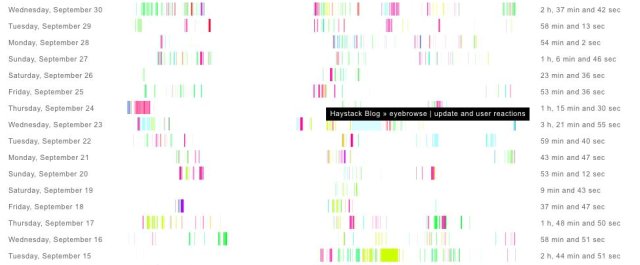 Wednesday, September 30 2 h, 37 min and 42 sec
Tuesday, September 29 58 min and 13 sec
Monday, September 28 54 min and 2 sec
Sunday, September 27 1 h, 6 min and 46 sec
Saturday, September 26 23 min and 36 sec
Friday, September 25 53 min and 36 sec
Thursday, September 24 1 h, 15 min and 30 sec
Haystack Blog » eyebrowse | update and user reactions
Wednesday, September 23 3 h, 21 min and 55 sec
Tuesday, September 22 59 min and 40 sec
Monday, September 21 43 min and 47 sec
Sunday, September 20 53 min and 12 sec
Saturday, September 19 9 min and 43 sec
Friday, September 18 37 min and 47 sec
Thursday, September 17 1 h, 48 min and 50 sec
Wednesday, September 16 58 min and 51 sec
Tuesday, September 15 2 h, 44 min and 51 sec